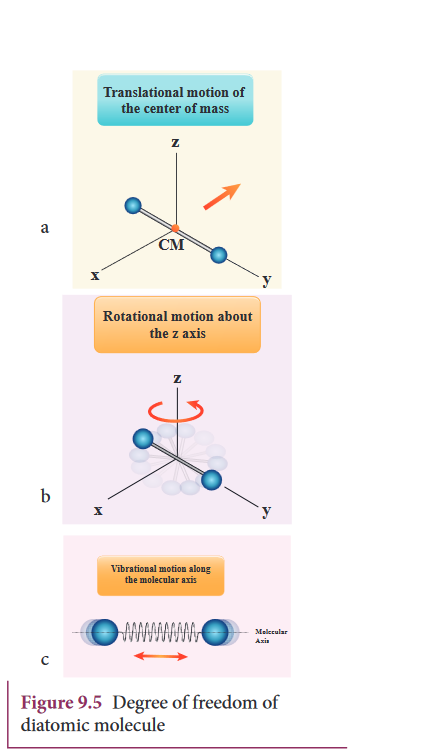 Translational motion of
the center of mass
z
a
CM
x
y
Rotational motion about
the z axis
z
b
x
y
Vibrational motion along
the molecular axis
Molecular
Axis
c
Figure 9.5 Degree of freedom of
diatomic molecule